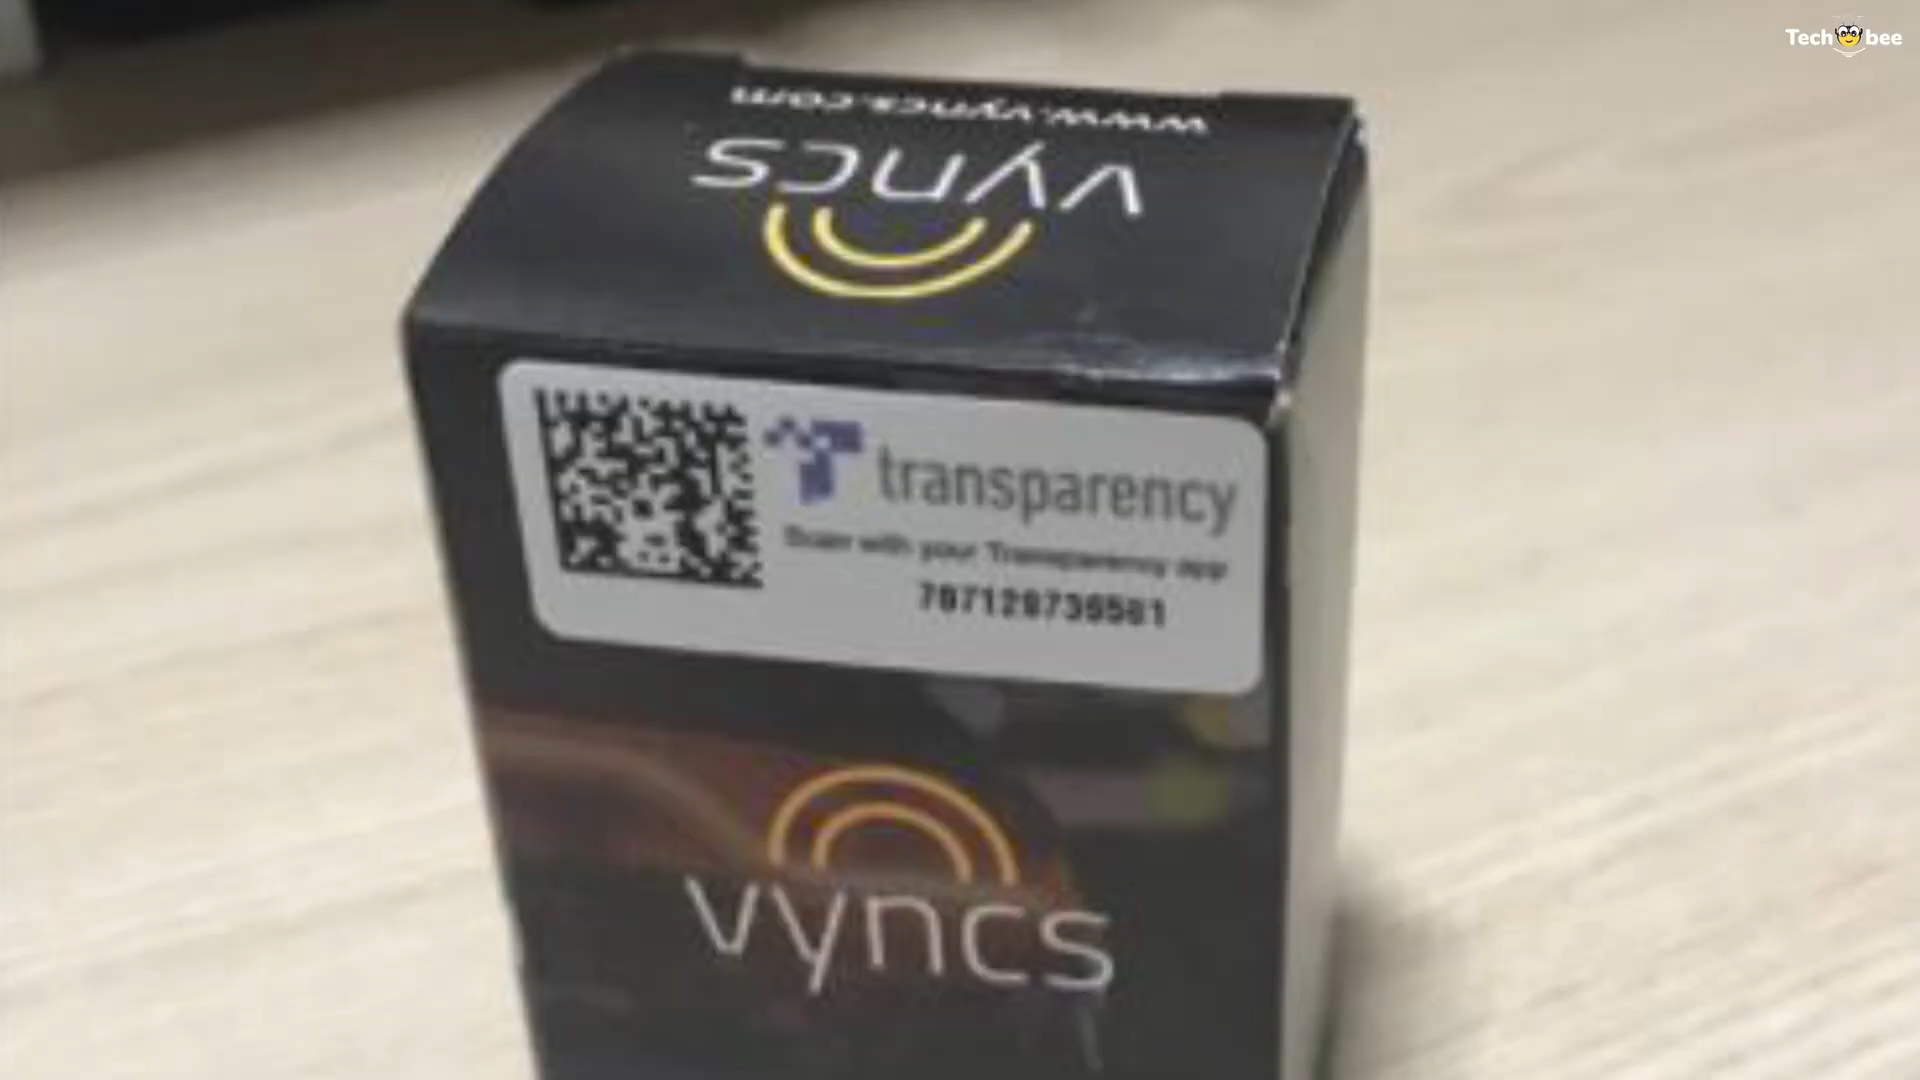 Tech bee
www.vyncs.com
vyncs
transparency
Scan with your Transparency app
vyncs